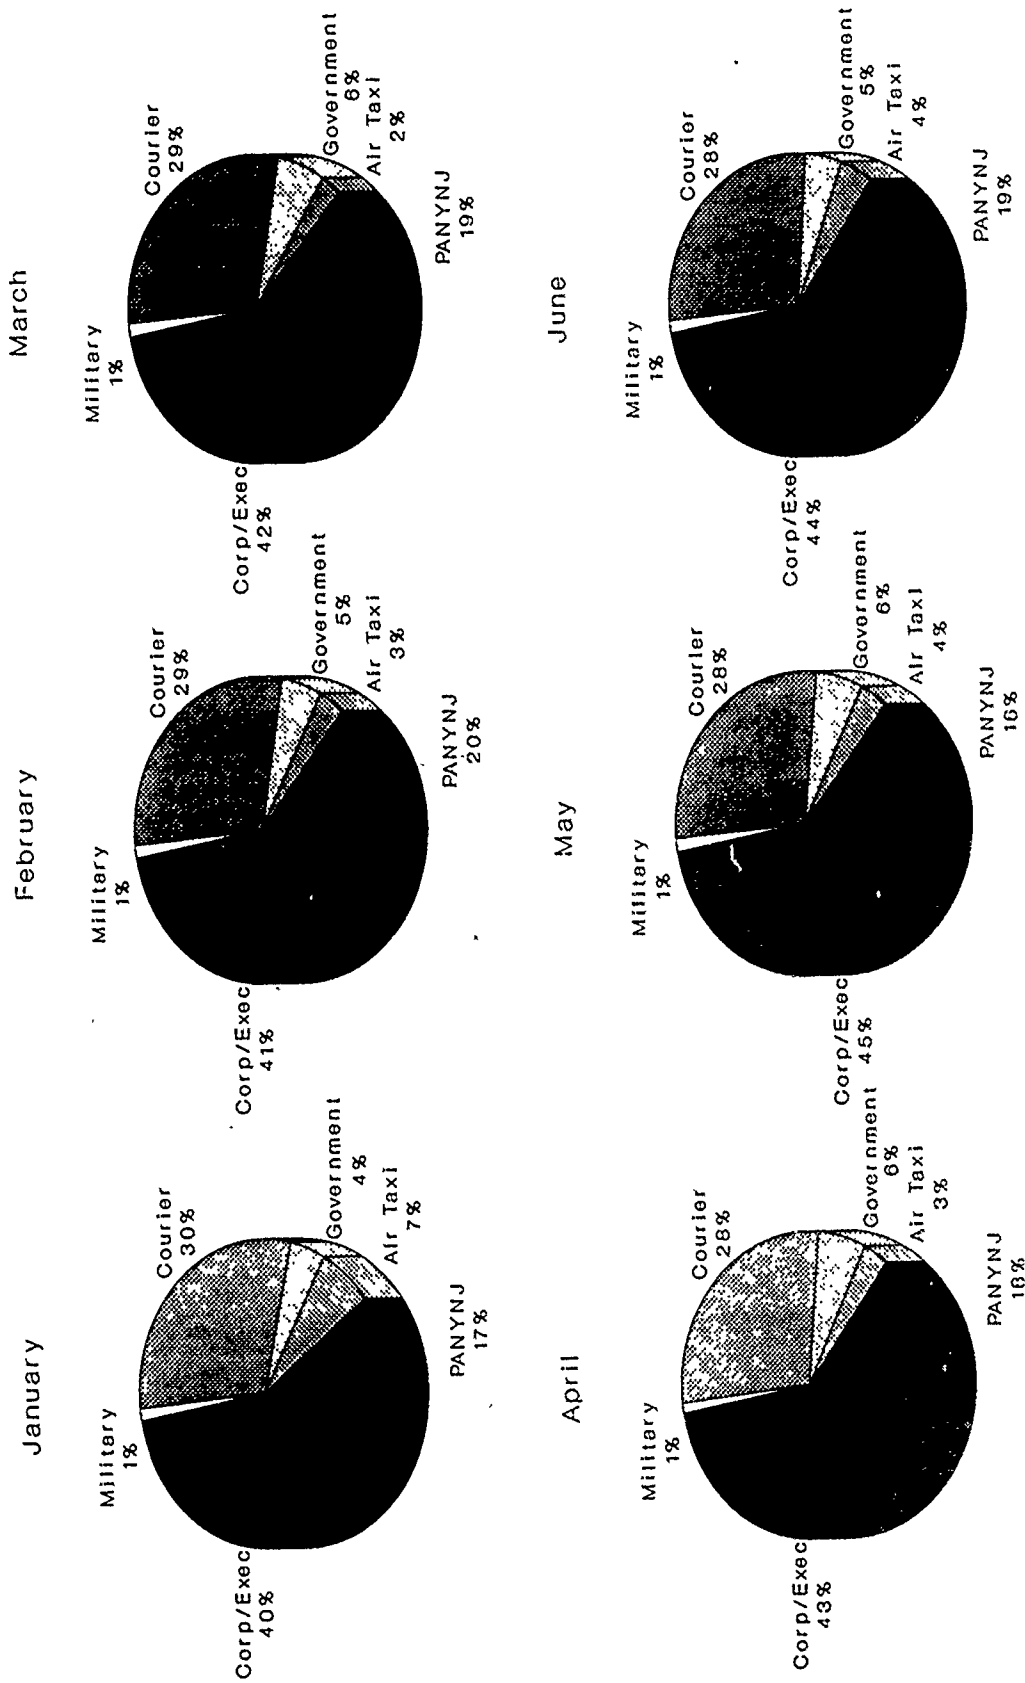 January
Courier
30%
Government
4%
Air Taxi
7%
PANYNJ
17%
Corp/Exec
40%
Military
1%
February
Courier
29%
Government
5%
Air Taxi
3%
PANYNJ
20%
Corp/Exec
41%
Military
1%
March
Courier
29%
Government
6%
Air Taxi
2%
PANYNJ
19%
Corp/Exec
42%
Military
1%
April
Courier
28%
Government
6%
Air Taxi
3%
PANYNJ
18%
Corp/Exec
43%
Military
1%
May
Courier
28%
Government
6%
Air Taxi
4%
PANYNJ
16%
Corp/Exec
45%
Military
1%
June
Courier
28%
Government
5%
Air Taxi
4%
PANYNJ
19%
Corp/Exec
44%
Military
1%